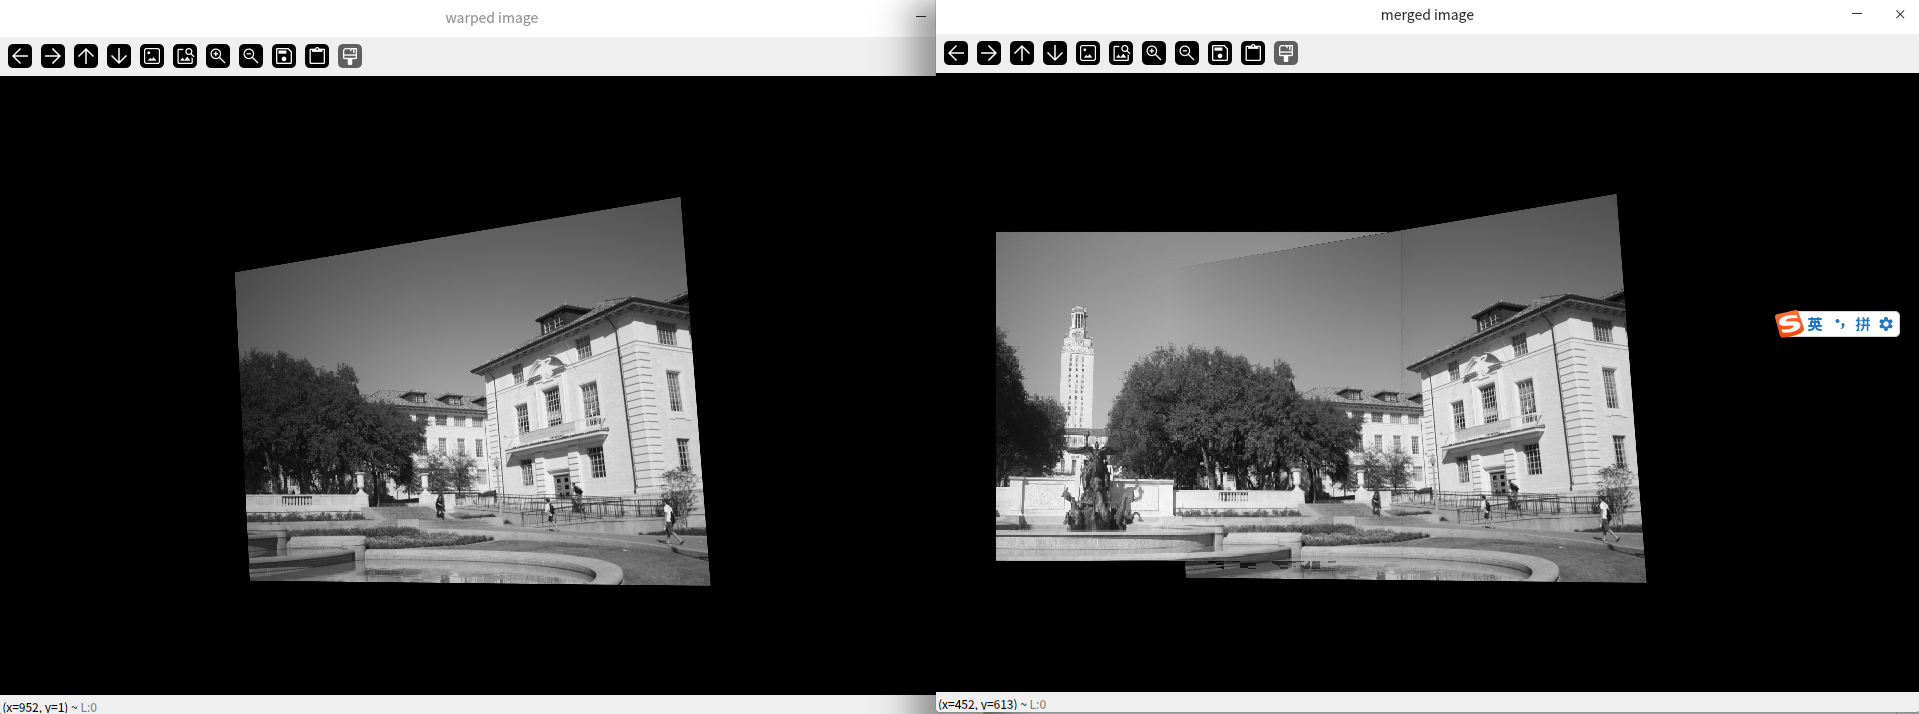 warped image
merged image
英 拼
(x=952, y=1) ~ L:0
(x=452, y=613) ~ L:0